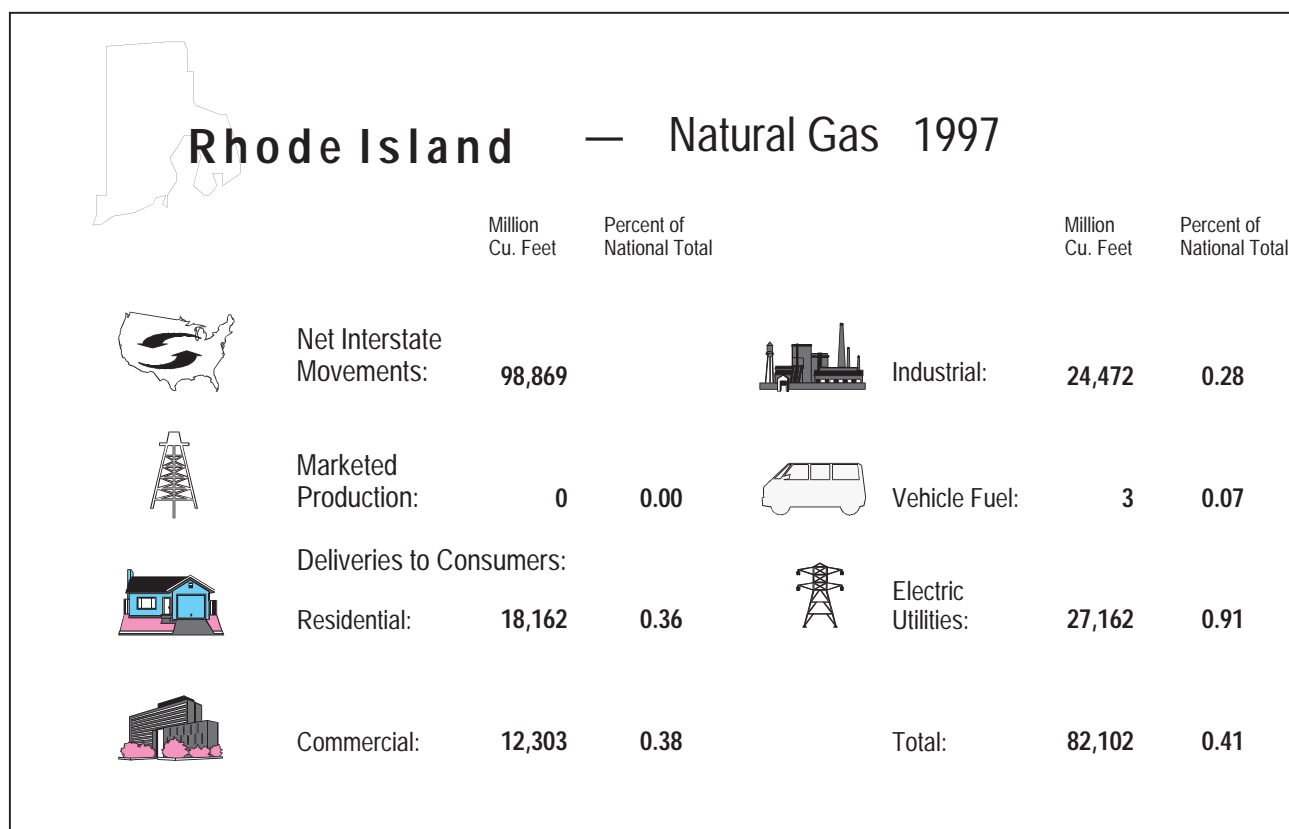 Rhode Island — Natural Gas 1997
Million Cu. Feet
Percent of National Total
Million Cu. Feet
Percent of National Total
Net Interstate
Movements: 98,869
Industrial: 24,472 0.28
Marketed
Production: 0 0.00
Vehicle Fuel: 3 0.07
Deliveries to Consumers:
Residential: 18,162 0.36
Electric
Utilities: 27,162 0.91
Commercial: 12,303 0.38
Total: 82,102 0.41